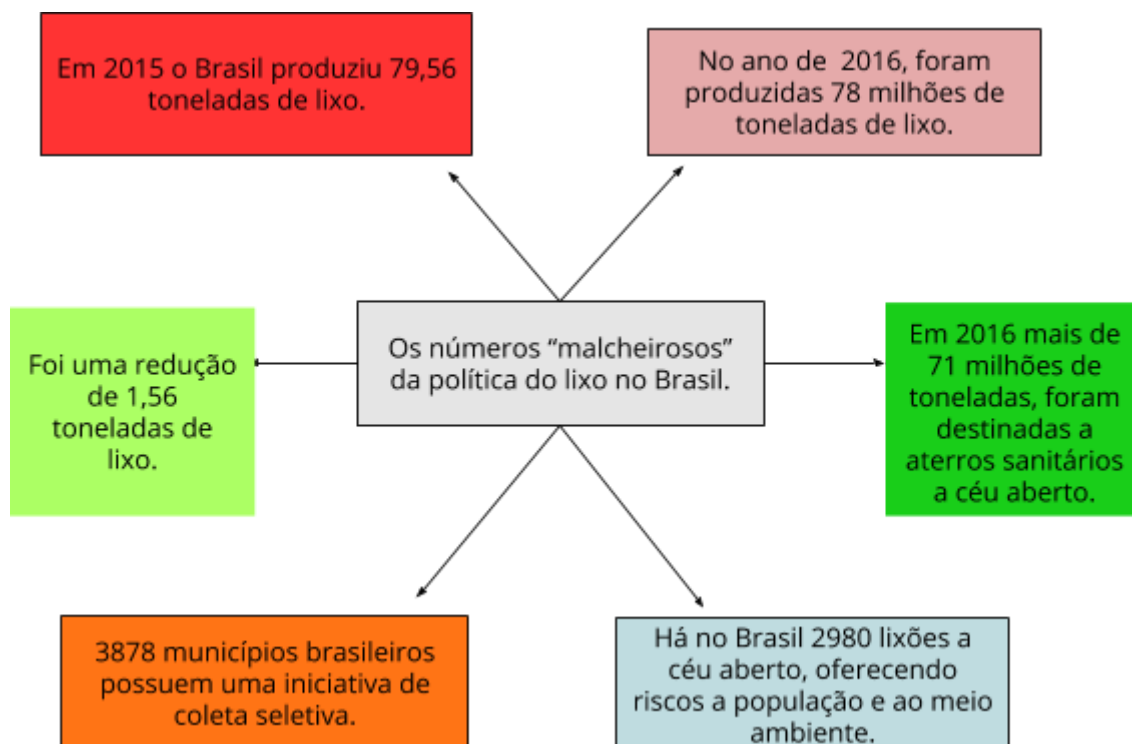 Em 2015 o Brasil produziu 79,56
toneladas de lixo.
No ano de 2016, foram
produzidas 78 milhões de
toneladas de lixo.
Os números “malcheirosos”
da política do lixo no Brasil.
Foi uma redução
de 1,56
toneladas de
lixo.
Em 2016 mais de
71 milhões de
toneladas, foram
destinadas a
aterros sanitários
a céu aberto.
3878 municípios brasileiros
possuem uma iniciativa de
coleta seletiva.
Há no Brasil 2980 lixões a
céu aberto, oferecendo
riscos a população e ao meio
ambiente.